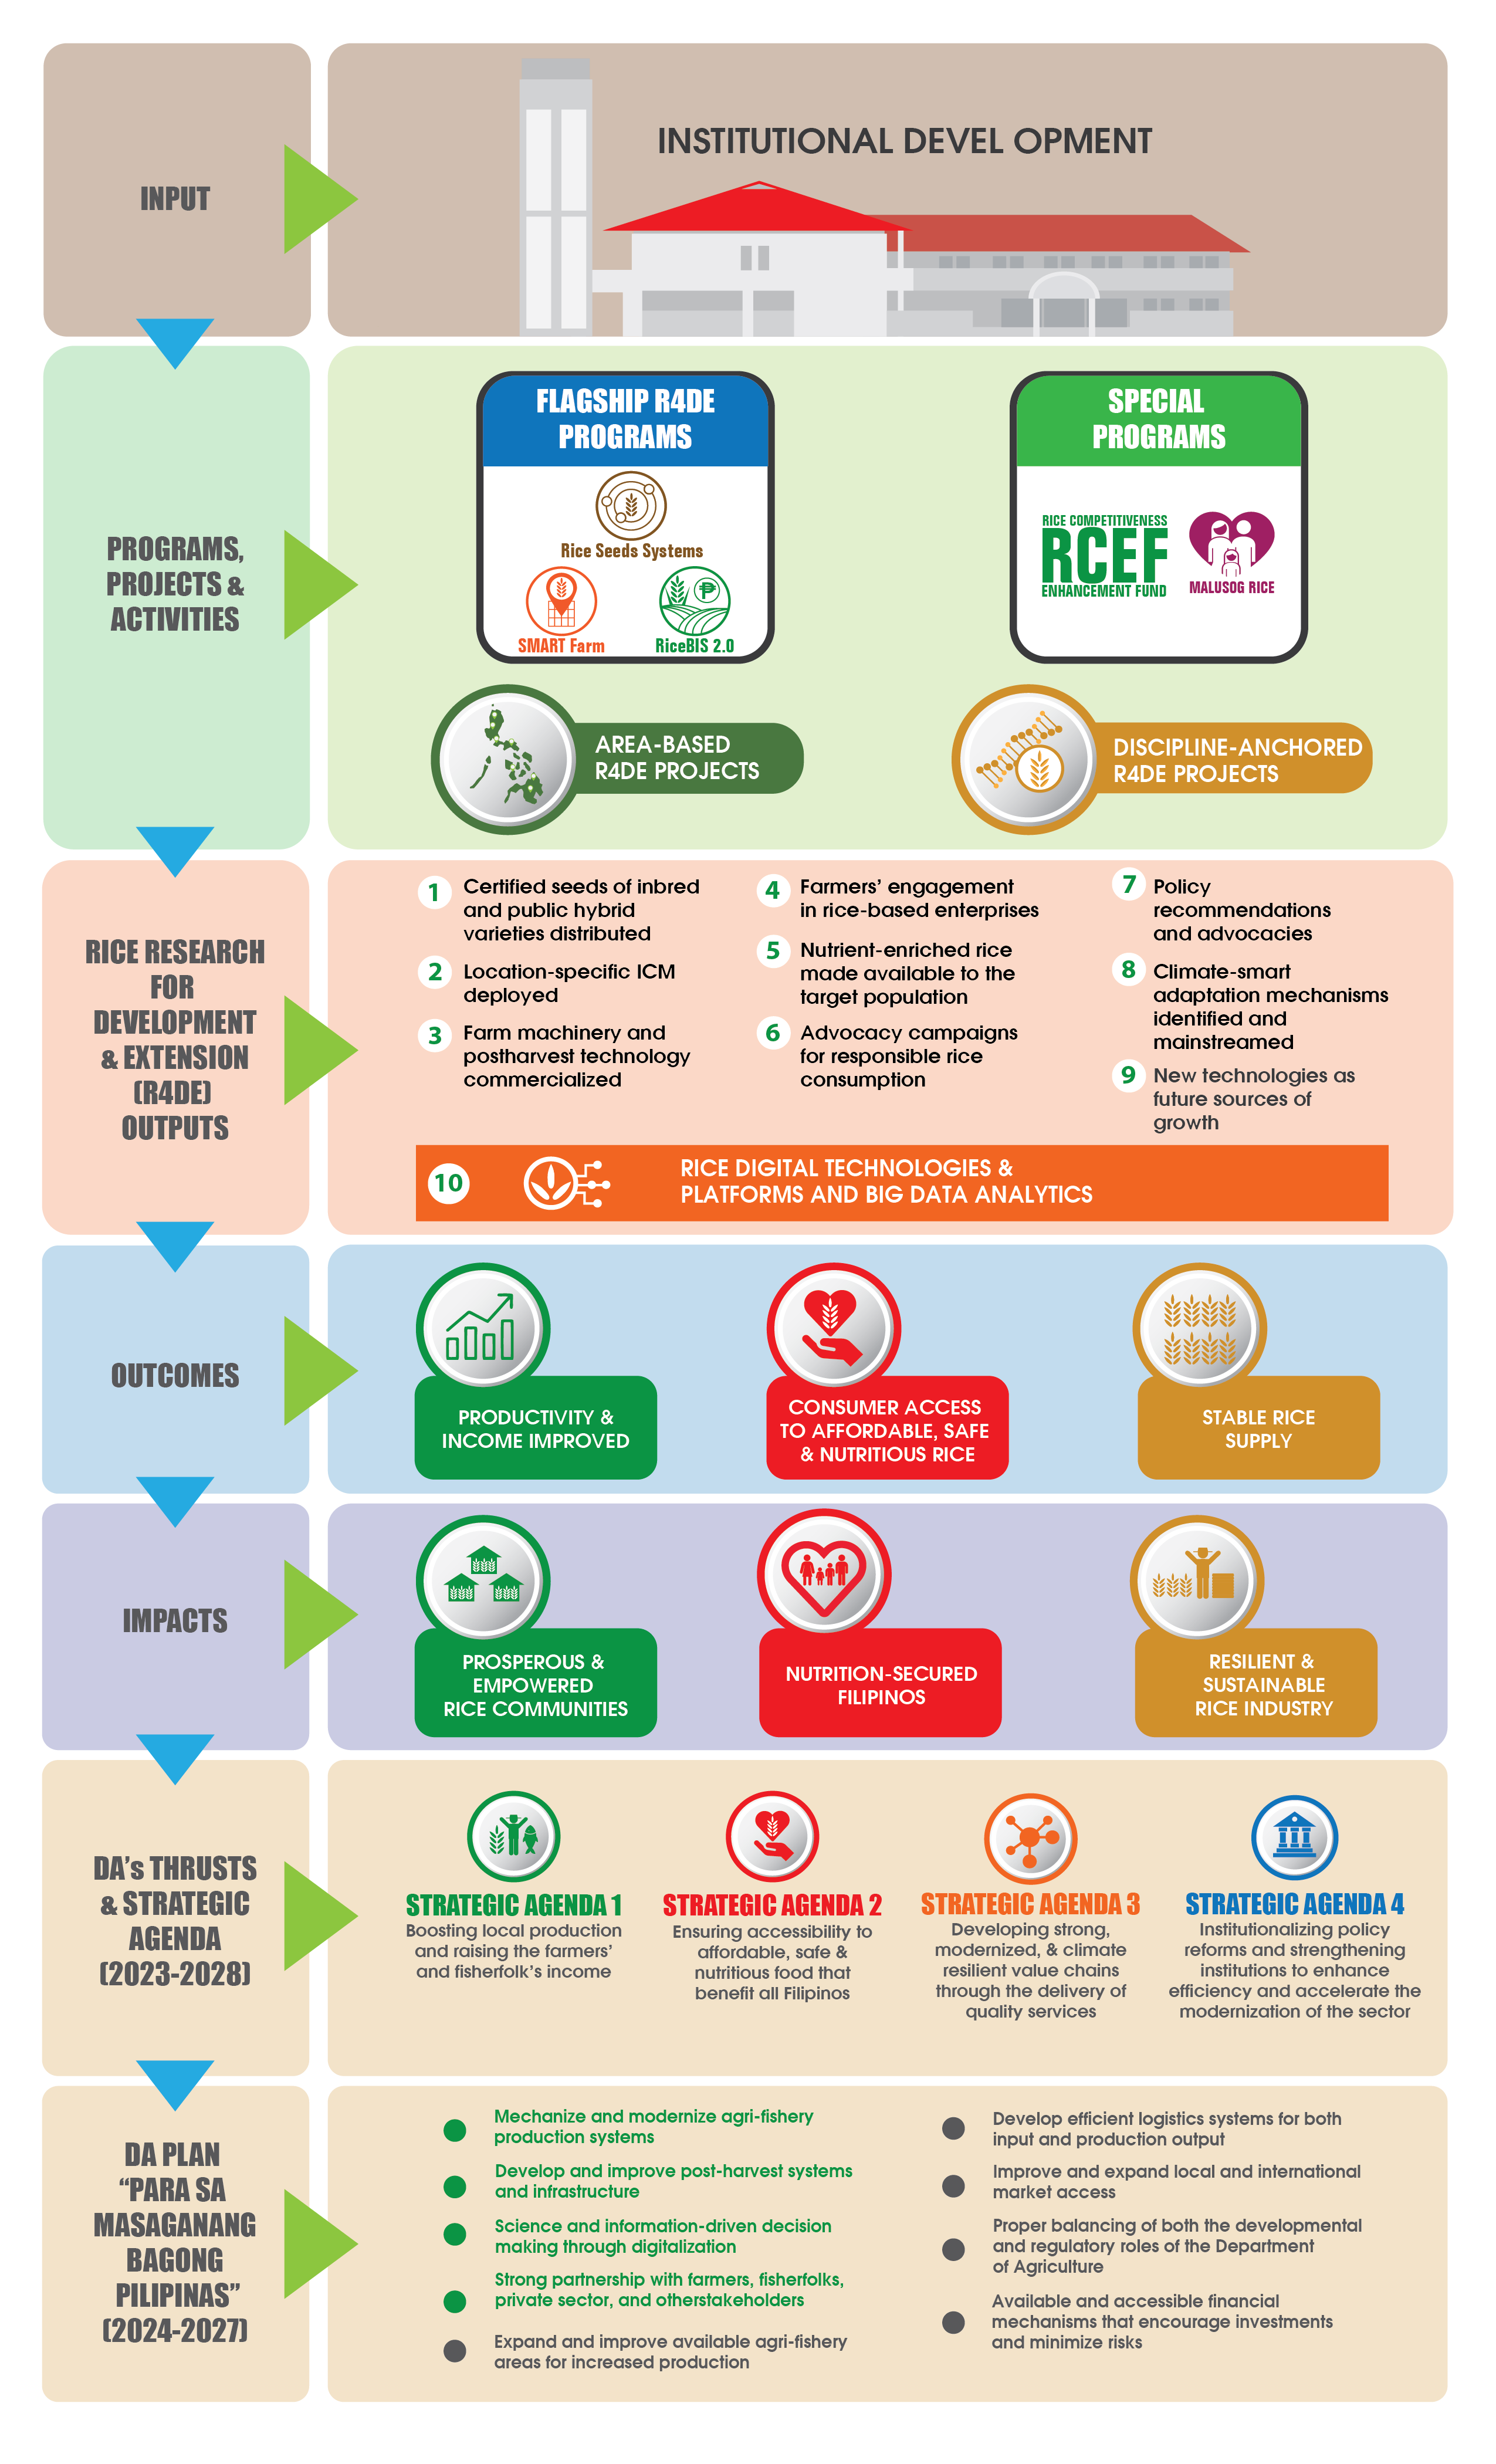 INPUT
INSTITUTIONAL DEVEL OPMENT
PROGRAMS,
PROJECTS &
ACTIVITIES
FLAGSHIP R4DE
PROGRAMS
Rice Seeds Systems
SMART Farm
RiceBIS 2.0
SPECIAL
PROGRAMS
RICE COMPETITIVENESS
RCEF
ENHANCEMENT FUND
MALUSOG RICE
AREA-BASED
R4DE PROJECTS
DISCIPLINE-ANCHORED
R4DE PROJECTS
RICE RESEARCH
FOR
DEVELOPMENT
& EXTENSION
(R4DE)
OUTPUTS
1 Certified seeds of inbred
and public hybrid
varieties distributed
2 Location-specific ICM
deployed
3 Farm machinery and
postharvest technology
commercialized
4 Farmers’ engagement
in rice-based enterprises
5 Nutrient-enriched rice
made available to the
target population
6 Advocacy campaigns
for responsible rice
consumption
7 Policy
recommendations
and advocacies
8 Climate-smart
adaptation mechanisms
identified and
mainstreamed
9 New technologies as
future sources of
growth
10 RICE DIGITAL TECHNOLOGIES &
PLATFORMS AND BIG DATA ANALYTICS
OUTCOMES
PRODUCTIVITY &
INCOME IMPROVED
CONSUMER ACCESS
TO AFFORDABLE, SAFE
& NUTRITIOUS RICE
STABLE RICE
SUPPLY
IMPACTS
PROSPEROUS &
EMPOWERED
RICE COMMUNITIES
NUTRITION-SECURED
FILIPINOS
RESILIENT &
SUSTAINABLE
RICE INDUSTRY
DA’s THRUSTS
& STRATEGIC
AGENDA
(2023-2028)
STRATEGIC AGENDA 1
Boosting local production
and raising the farmers’
and fisherfolk’s income
STRATEGIC AGENDA 2
Ensuring accessibility to
affordable, safe &
nutritious food that
benefit all Filipinos
STRATEGIC AGENDA 3
Developing strong,
modernized, & climate
resilient value chains
through the delivery of
quality services
STRATEGIC AGENDA 4
Institutionalizing policy
reforms and strengthening
institutions to enhance
efficiency and accelerate the
modernization of the sector
DA PLAN
“PARA SA
MASAGANANG
BAGONG
PILIPINAS”
(2024-2027)
Mechanize and modernize agri-fishery
production systems
Develop and improve post-harvest systems
and infrastructure
Science and information-driven decision
making through digitalization
Strong partnership with farmers, fisherfolks,
private sector, and otherstakeholders
Expand and improve available agri-fishery
areas for increased production
Develop efficient logistics systems for both
input and production output
Improve and expand local and international
market access
Proper balancing of both the developmental
and regulatory roles of the Department
of Agriculture
Available and accessible financial
mechanisms that encourage investments
and minimize risks